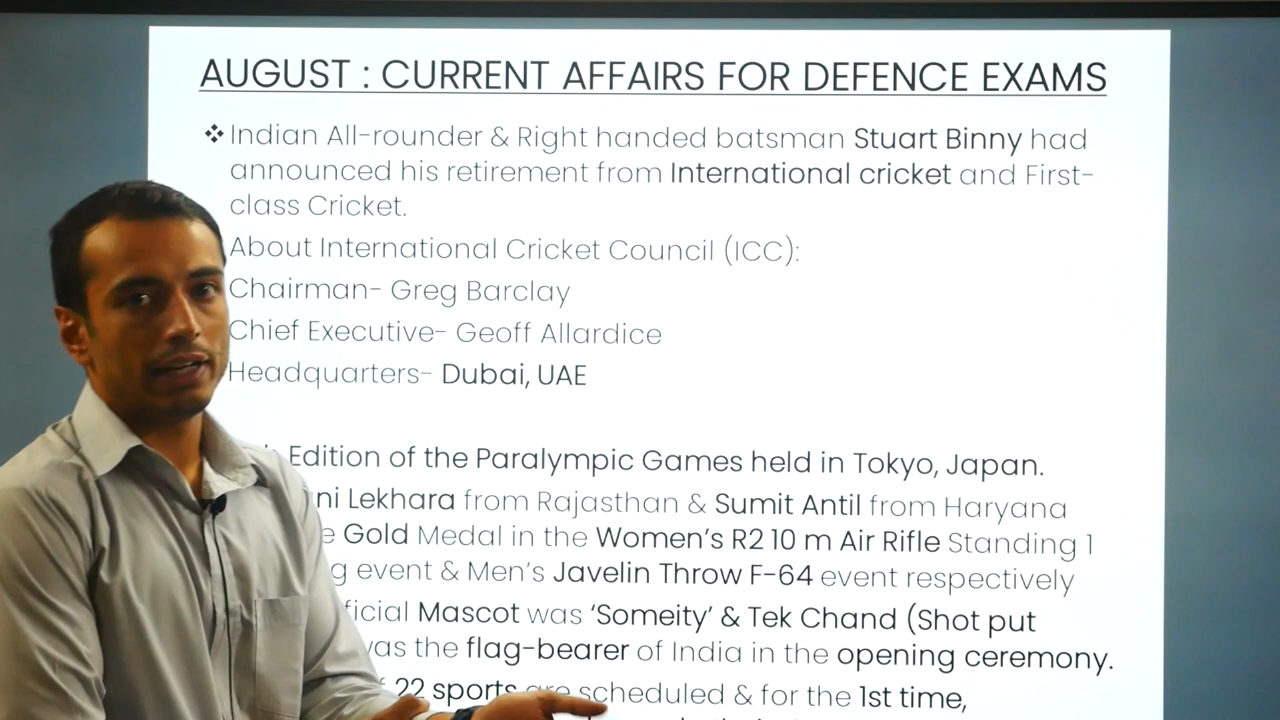 AUGUST : CURRENT AFFAIRS FOR DEFENCE EXAMS
❖ Indian All-rounder & Right handed batsman Stuart Binny had
announced his retirement from International cricket and First-
class Cricket.
About International Cricket Council (ICC):
Chairman- Greg Barclay
Chief Executive- Geoff Allardice
Headquarters- Dubai, UAE
Edition of the Paralympic Games held in Tokyo, Japan.
Lekhara from Rajasthan & Sumit Antil from Haryana
Gold Medal in the Women's R2 10 m Air Rifle Standing 1
event & Men's Javelin Throw F-64 event respectively
Mascot was 'Someity' & Tek Chand (Shot put
the flag-bearer of India in the opening ceremony.
22 sports are scheduled & for the 1st time,